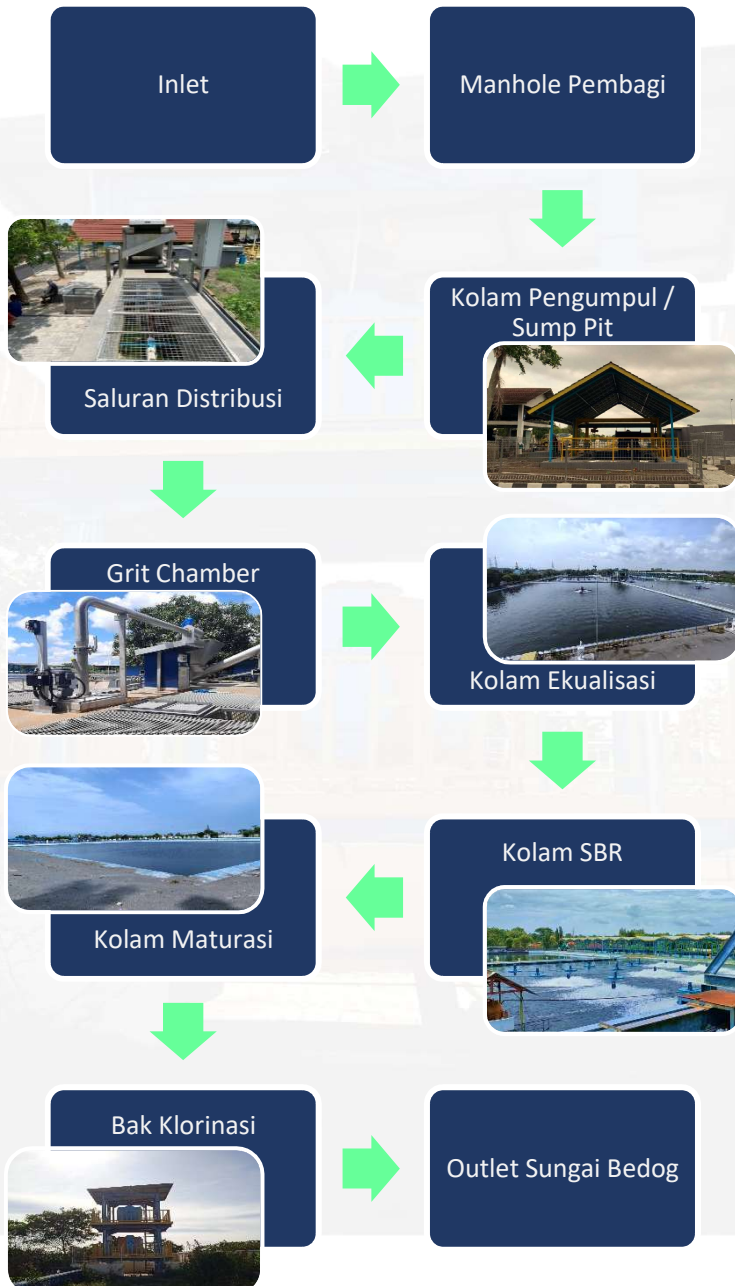 Inlet
Manhole Pembagi
Kolam Pengumpul /
Sump Pit
Saluran Distribusi
Grit Chamber
Kolam Ekualisasi
Kolam SBR
Kolam Maturasi
Bak Klorinasi
Outlet Sungai Bedog